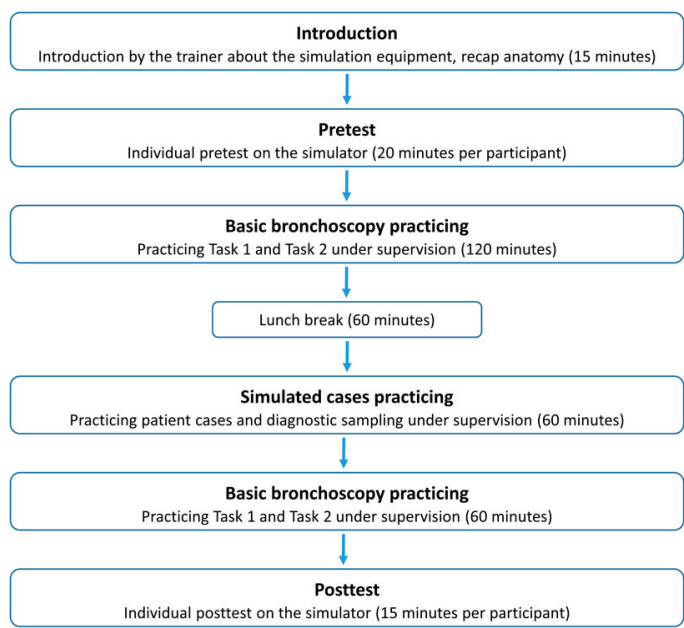 Introduction
Introduction by the trainer about the simulation equipment, recap anatomy (15 minutes)
Pretest
Individual pretest on the simulator (20 minutes per participant)
Basic bronchoscopy practicing
Practicing Task 1 and Task 2 under supervision (120 minutes)
Lunch break (60 minutes)
Simulated cases practicing
Practicing patient cases and diagnostic sampling under supervision (60 minutes)
Basic bronchoscopy practicing
Practicing Task 1 and Task 2 under supervision (60 minutes)
Posttest
Individual posttest on the simulator (15 minutes per participant)